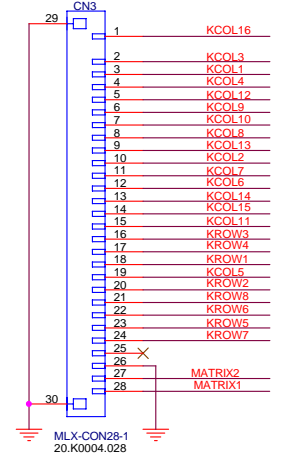 CN3
29
1 KCOL16
2 KCOL3
3 KCOL1
4 KCOL4
5 KCOL12
6 KCOL9
7 KCOL10
8 KCOL8
9 KCOL13
10 KCOL2
11 KCOL7
12 KCOL6
13 KCOL14
14 KCOL15
15 KCOL11
16 KROW3
17 KROW4
18 KROW1
19 KCOL5
20 KROW2
21 KROW8
22 KROW6
23 KROW5
24 KROW7
25
26
27 MATRIX2
28 MATRIX1
30
MLX-CON28-1
20.K0004.028